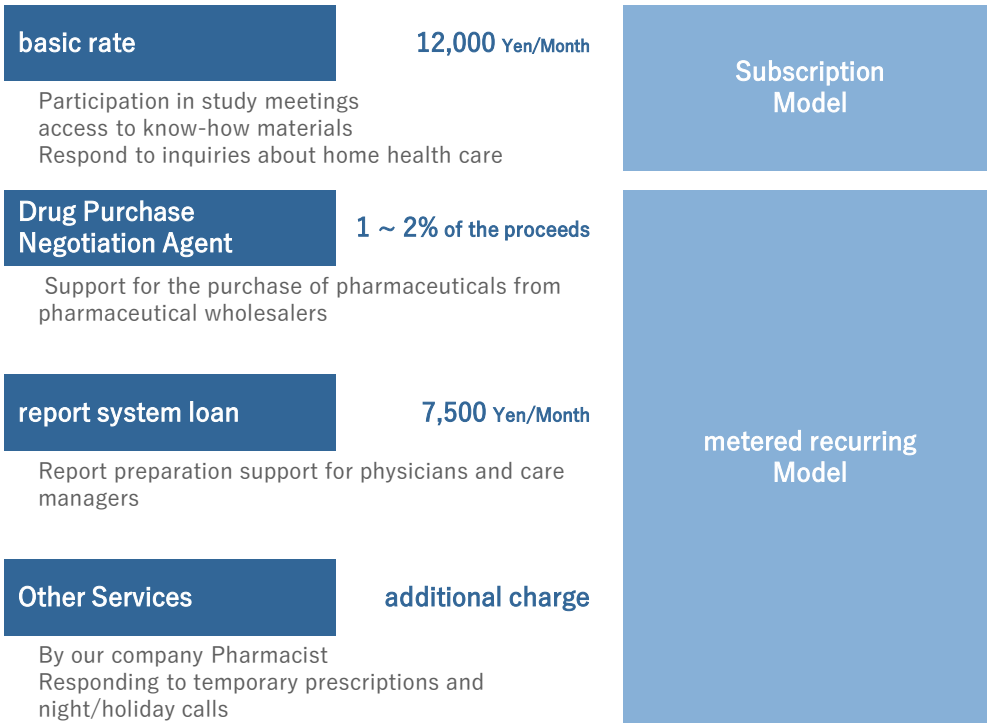 basic rate
12,000 Yen/Month
Participation in study meetings
access to know-how materials
Respond to inquiries about home health care
Subscription
Model
Drug Purchase
Negotiation Agent
1 ~ 2% of the proceeds
Support for the purchase of pharmaceuticals from
pharmaceutical wholesalers
report system loan
7,500 Yen/Month
Report preparation support for physicians and care
managers
metered recurring
Model
Other Services
additional charge
By our company Pharmacist
Responding to temporary prescriptions and
night/holiday calls